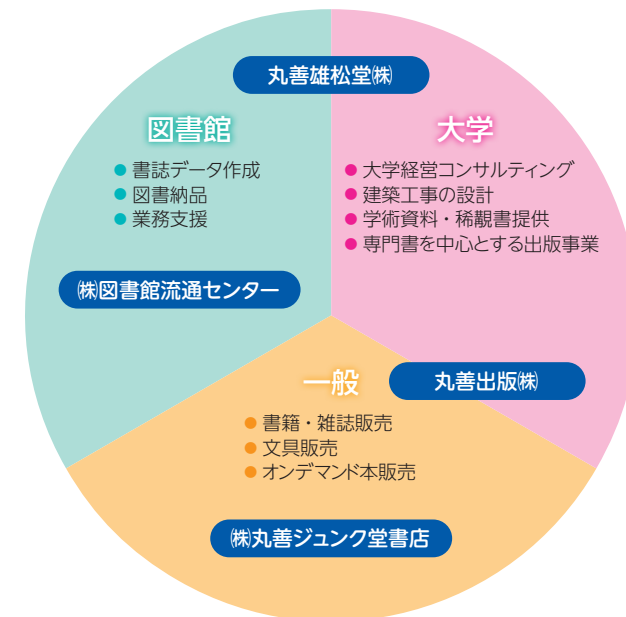 丸善雄松堂㈱
図書館
● 書誌データ作成
● 図書納品
● 業務支援
㈱図書館流通センター
大学
● 大学経営コンサルティング
● 建築工事の設計
● 学術資料・稀覯書提供
● 専門書を中心とする出版事業
丸善出版㈱
一般
● 書籍・雑誌販売
● 文具販売
● オンデマンド本販売
㈱丸善ジュンク堂書店